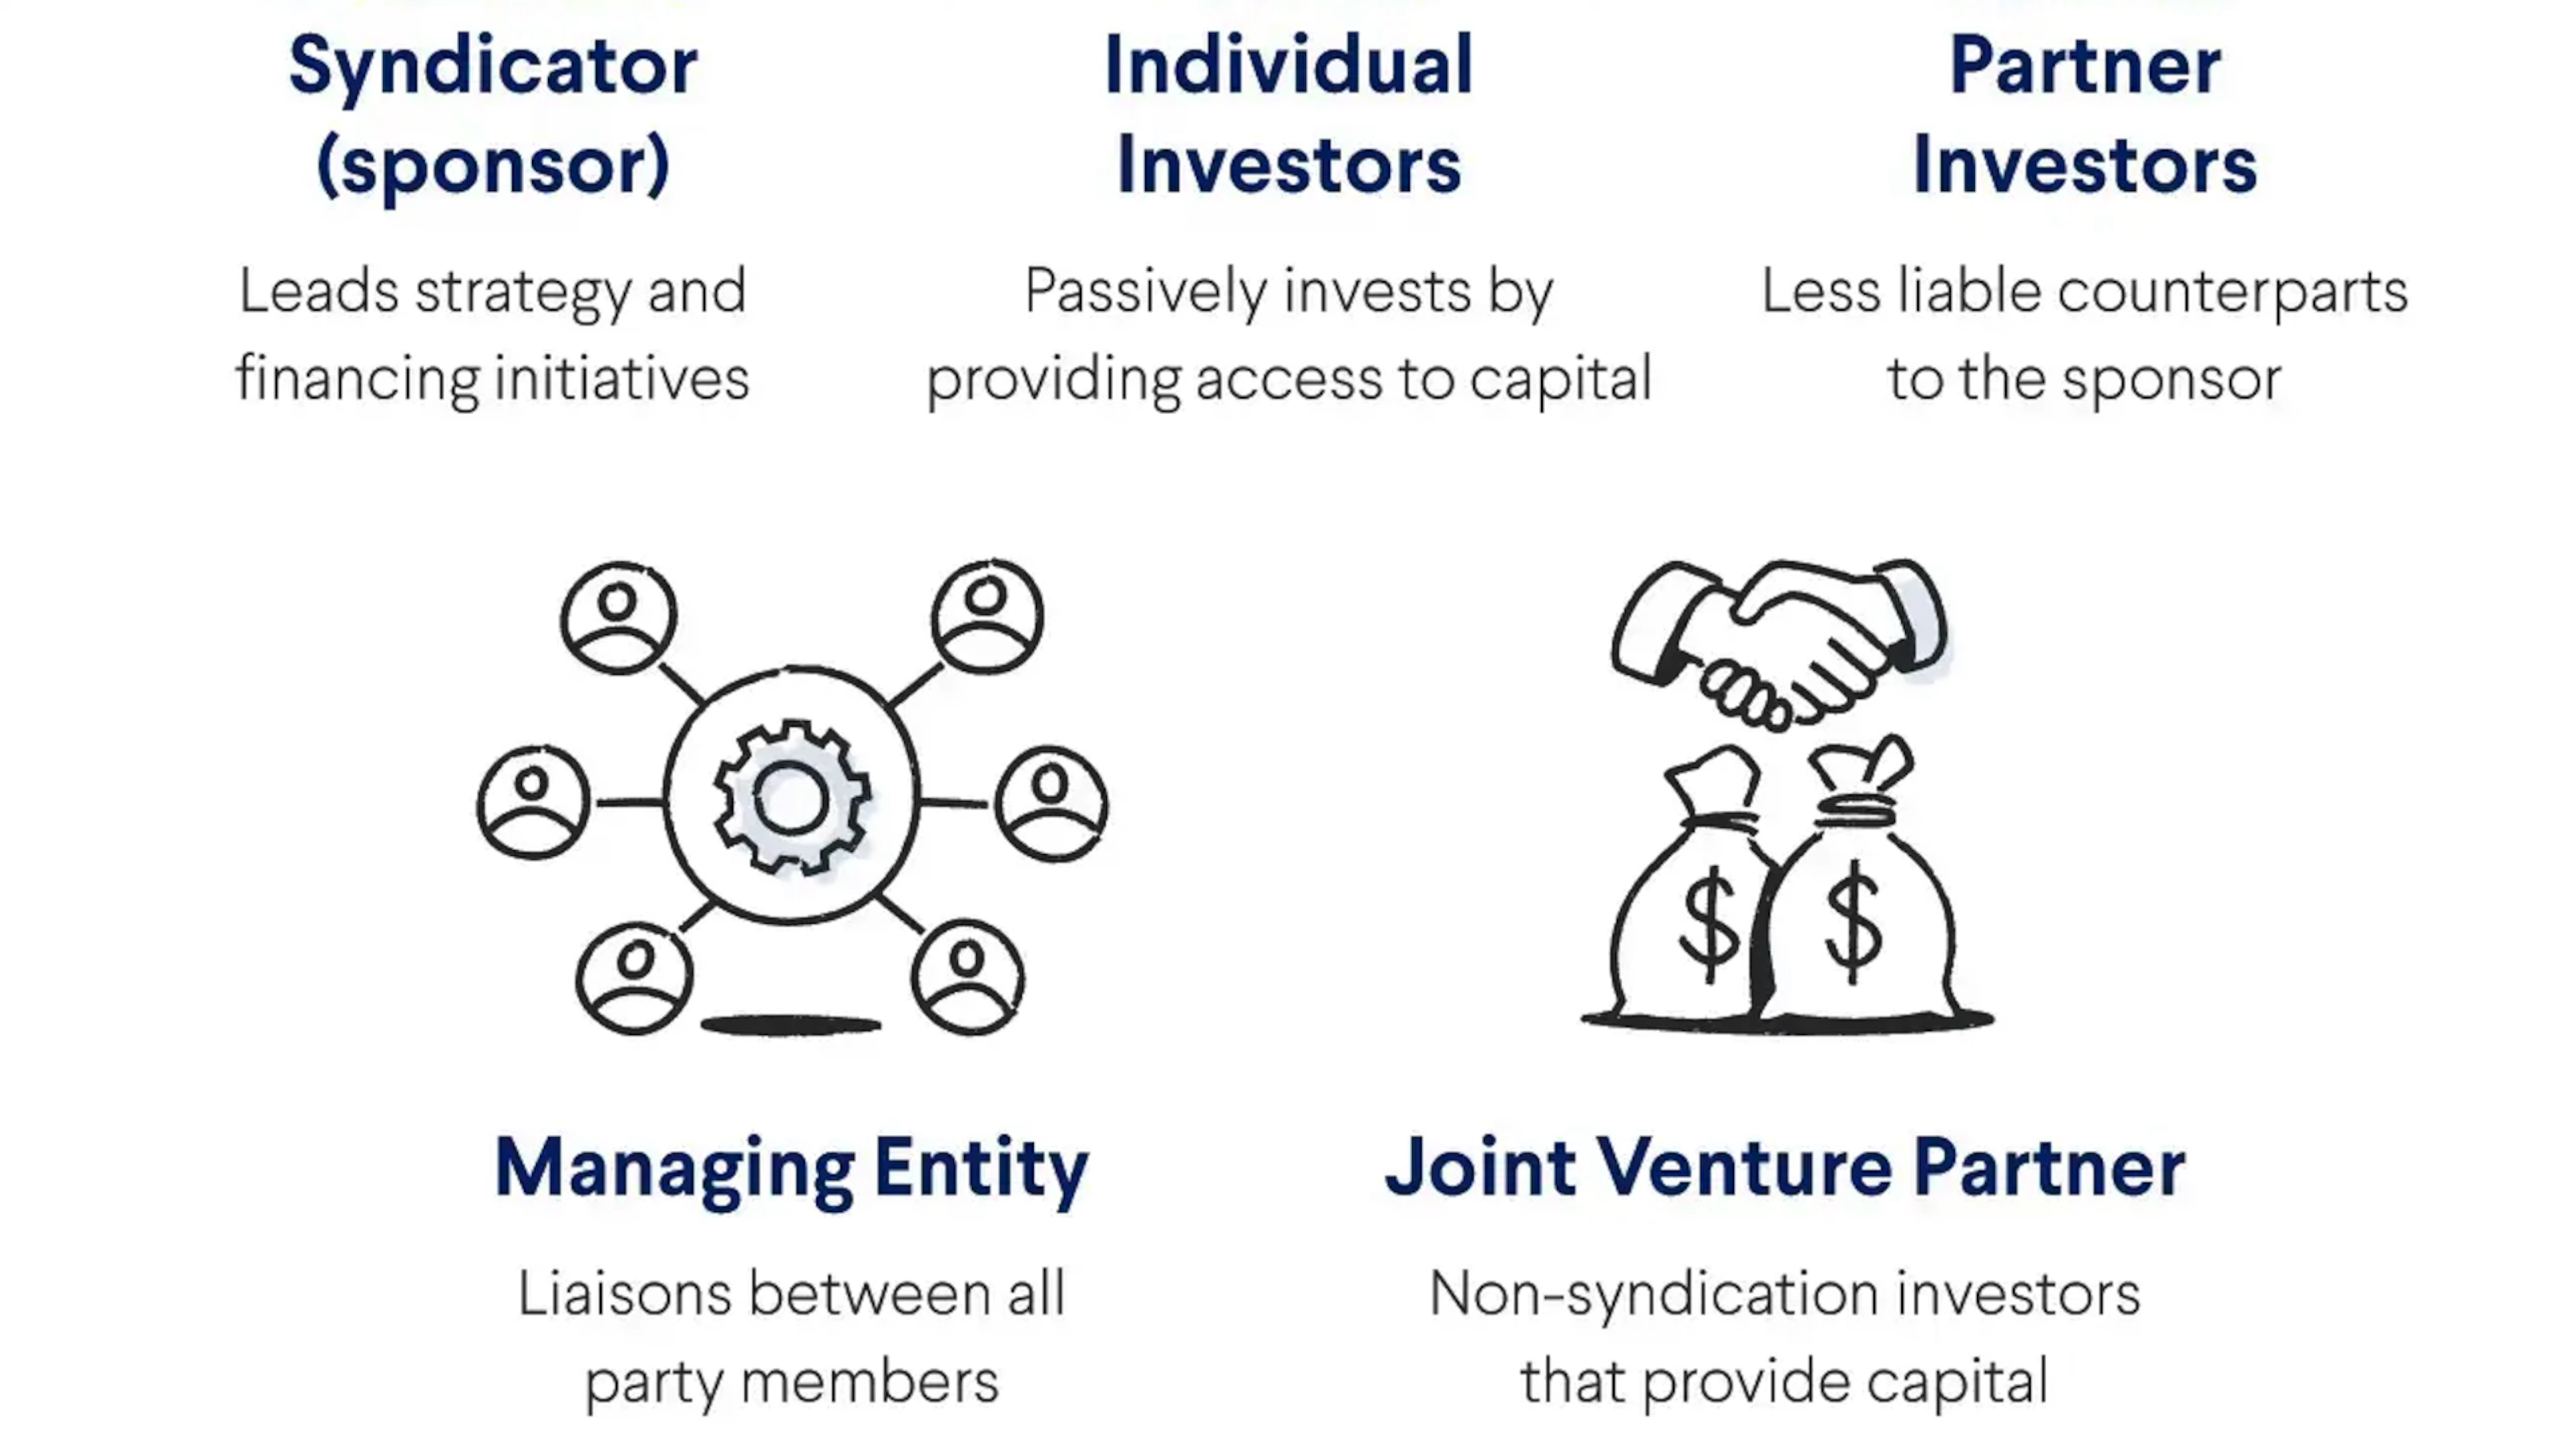 Syndicator
(sponsor)
Leads strategy and
financing initiatives
Individual
Investors
Passively invests by
providing access to capital
Partner
Investors
Less liable counterparts
to the sponsor
$
$
Managing Entity
Liaisons between all
party members
Joint Venture Partner
Non-syndication investors
that provide capital